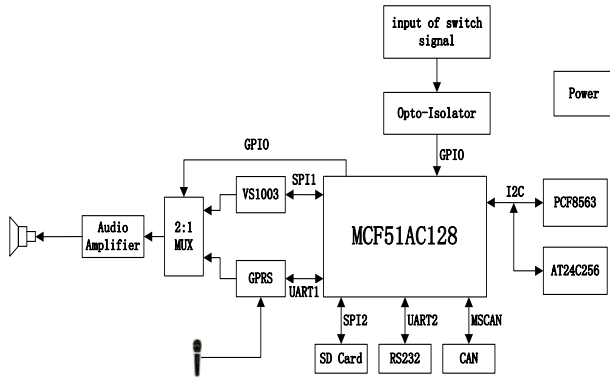 input of switch
signal
Opto-Isolator
Power
GPIO
GPIO
SPI1
VS1003
I2C
PCF8563
2:1
MUX
MCF51AC128
Audio
Amplifier
GPRS
UART1
AT24C256
SPI2
UART2
MSCAN
SD Card
RS232
CAN